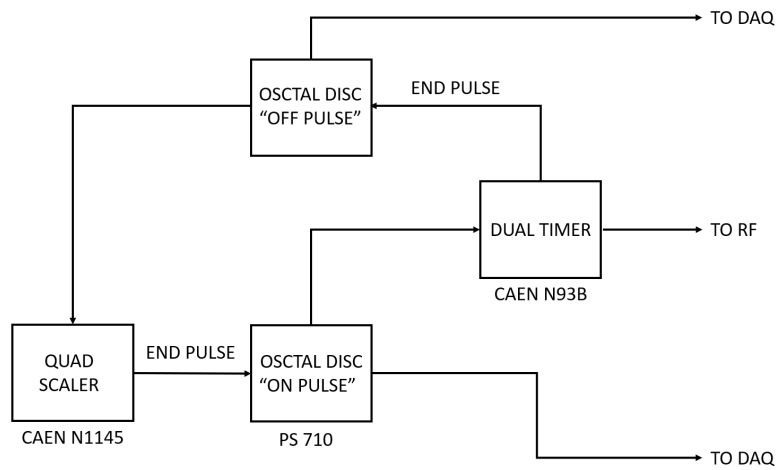 TO DAQ
OSCTAL DISC
“OFF PULSE”
END PULSE
DUAL TIMER
TO RF
CAEN N93B
QUAD
SCALER
END PULSE
OSCTAL DISC
“ON PULSE”
CAEN N1145
PS 710
TO DAQ